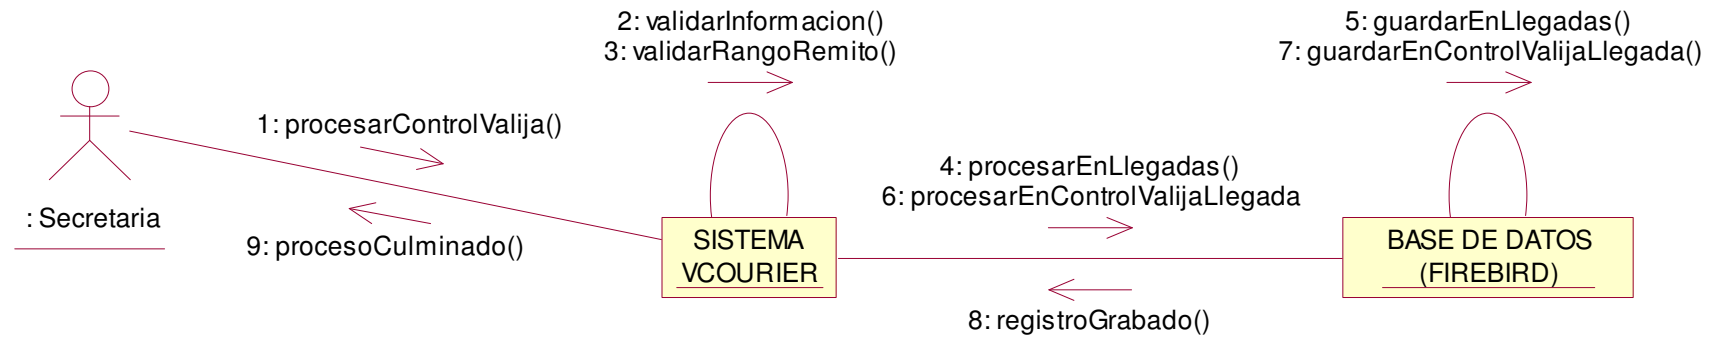 2: validarInformacion()
3: validarRangoRemito()
5: guardarEnLlegadas()
7: guardarEnControlValijaLlegada()
1: procesarControlValija()
4: procesarEnLlegadas()
6: procesarEnControlValijaLlegada
: Secretaria
9: procesoCulminado()
SISTEMA
VCOURIER
BASE DE DATOS
(FIREBIRD)
8: registroGrabado()